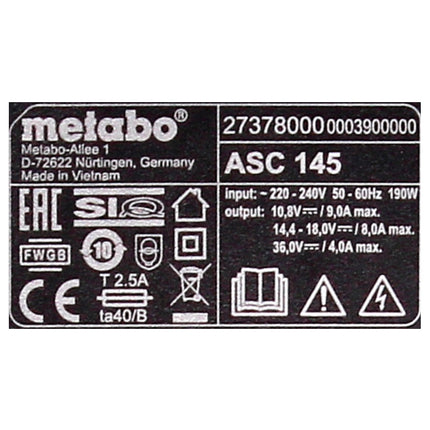 metabo®
Metabo-Allee 1
D-72622 Nürtingen, Germany
Made in Vietnam
27378000 0003900000
ASC 145
input: ~ 220 - 240V 50 - 60Hz 190W
output: 10,8V⎓ / 9,0A max.
14,4 - 18,0V⎓ / 8,0A max.
36,0V⎓ / 4,0A max.
EAC
SIQ
FWGB
10
CE
T 2.5A
ta40/B